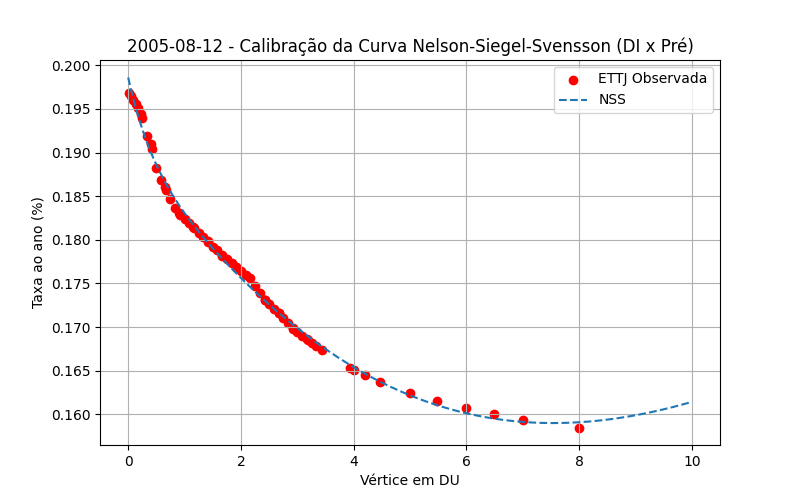 2005-08-12 - Calibração da Curva Nelson-Siegel-Svensson (DI x Pré)
ETTJ Observada
NSS
Taxa ao ano (%)
0.200
0.195
0.190
0.185
0.180
0.175
0.170
0.165
0.160
0 2 4 6 8 10
Vértice em DU